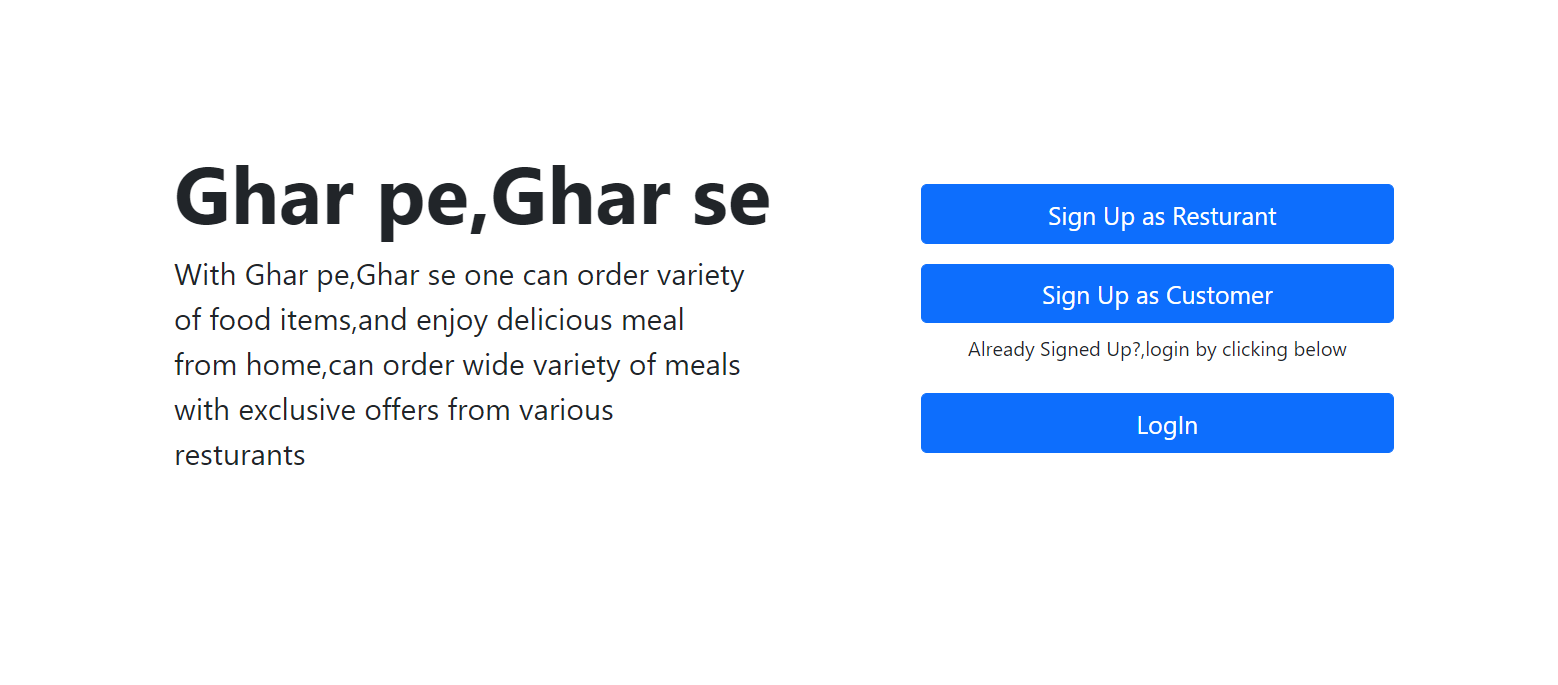 Ghar pe,Ghar se
With Ghar pe,Ghar se one can order variety
of food items,and enjoy delicious meal
from home,can order wide variety of meals
with exclusive offers from various
resturants
Sign Up as Resturant
Sign Up as Customer
Already Signed Up?,login by clicking below
LogIn